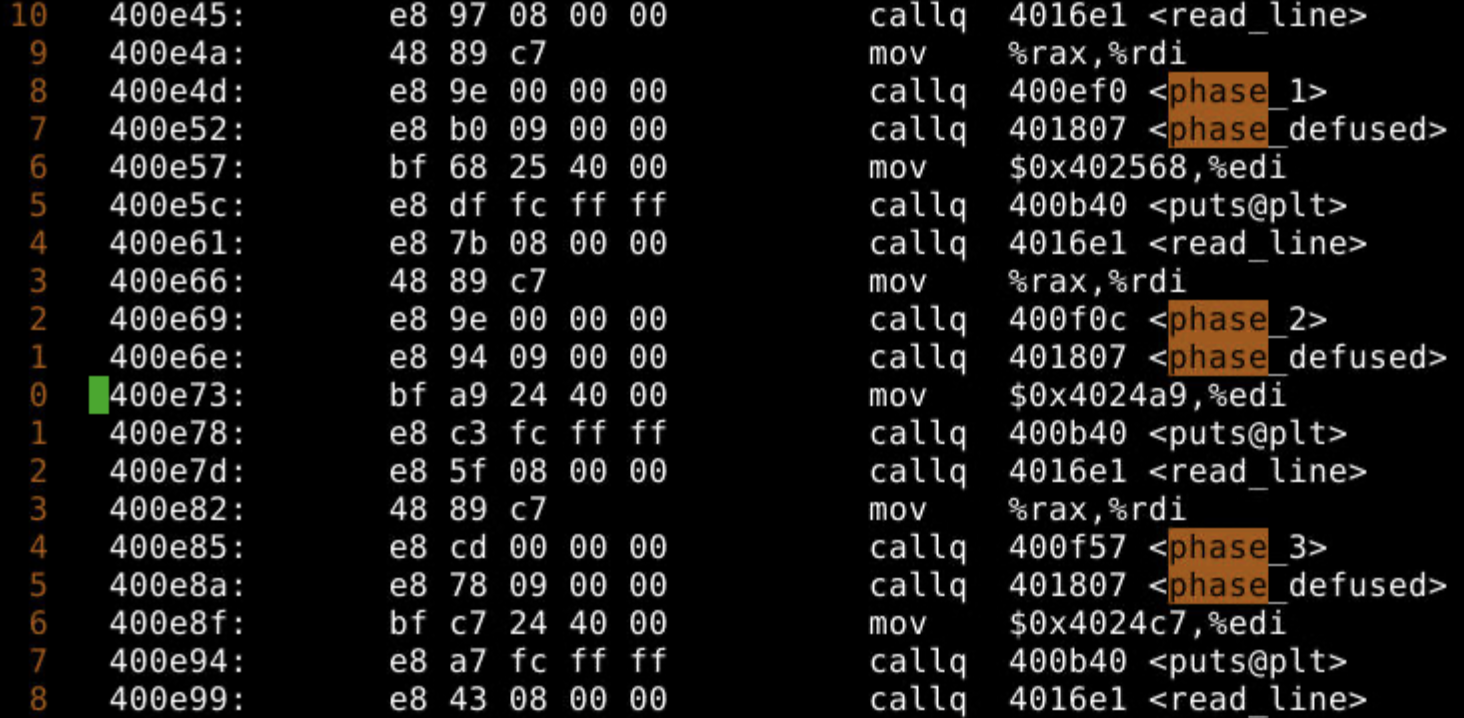 10 400e45: e8 97 08 00 00 callq 4016e1 <read_line>
9 400e4a: 48 89 c7 mov %rax,%rdi
8 400e4d: e8 9e 00 00 00 callq 400ef0 <phase_1>
7 400e52: e8 b0 09 00 00 callq 401807 <phase_defused>
6 400e57: bf 68 25 40 00 mov $0x402568,%edi
5 400e5c: e8 df fc ff ff callq 400b40 <puts@plt>
4 400e61: e8 7b 08 00 00 callq 4016e1 <read_line>
3 400e66: 48 89 c7 mov %rax,%rdi
2 400e69: e8 9e 00 00 00 callq 400f0c <phase_2>
1 400e6e: e8 94 09 00 00 callq 401807 <phase_defused>
0 400e73: bf a9 24 40 00 mov $0x4024a9,%edi
1 400e78: e8 c3 fc ff ff callq 400b40 <puts@plt>
2 400e7d: e8 5f 08 00 00 callq 4016e1 <read_line>
3 400e82: 48 89 c7 mov %rax,%rdi
4 400e85: e8 cd 00 00 00 callq 400f57 <phase_3>
5 400e8a: e8 78 09 00 00 callq 401807 <phase_defused>
6 400e8f: bf c7 24 40 00 mov $0x4024c7,%edi
7 400e94: e8 a7 fc ff ff callq 400b40 <puts@plt>
8 400e99: e8 43 08 00 00 callq 4016e1 <read_line>